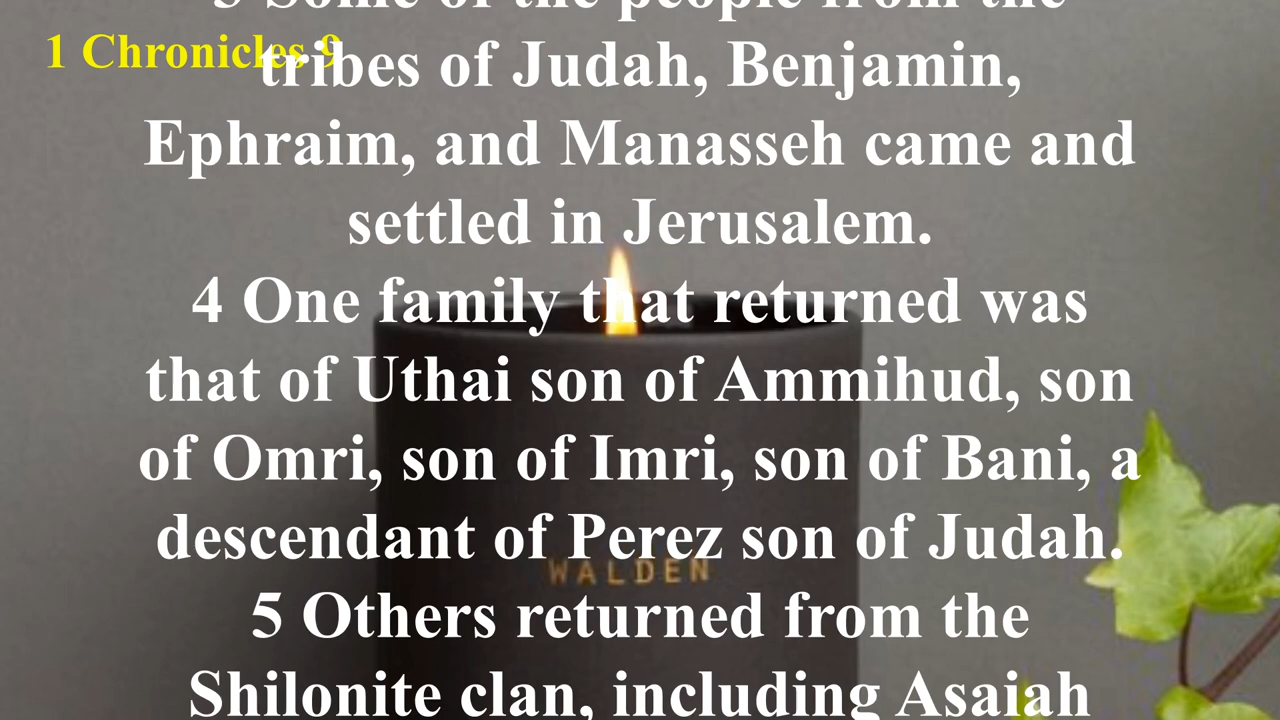 3 Some of the people from the
1 Chronicles 9
tribes of Judah, Benjamin,
Ephraim, and Manasseh came and
settled in Jerusalem.
4 One family that returned was
that of Uthai son of Ammihud, son
of Omri, son of Imri, son of Bani, a
descendant of Perez son of Judah.
WALDEN
5 Others returned from the
Shilonite clan, including Asaiah